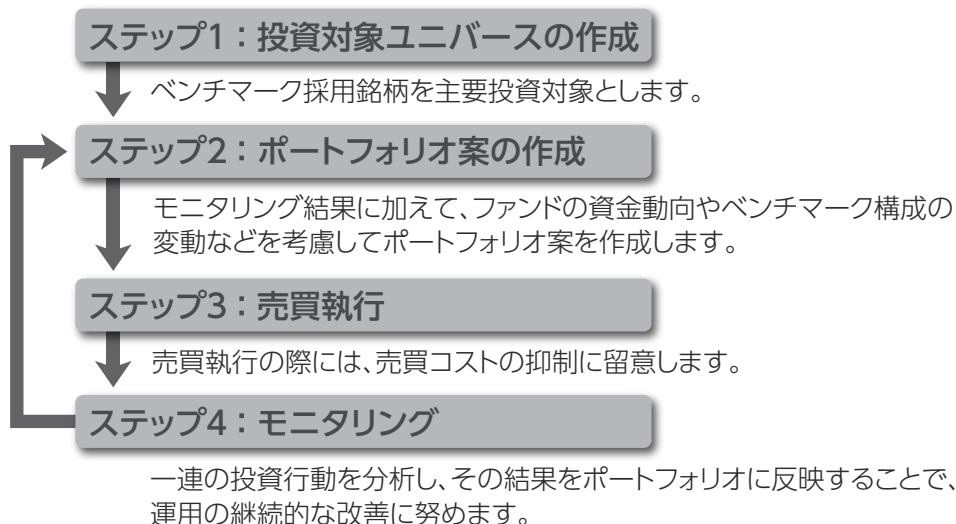 ステップ1：投資対象ユニバースの作成
ベンチマーク採用銘柄を主要投資対象とします。
ステップ2：ポートフォリオ案の作成
モニタリング結果に加えて、ファンドの資金動向やベンチマーク構成の
変動などを考慮してポートフォリオ案を作成します。
ステップ3：売買執行
売買執行の際には、売買コストの抑制に留意します。
ステップ4：モニタリング
一連の投資行動を分析し、その結果をポートフォリオに反映することで、
運用の継続的な改善に努めます。